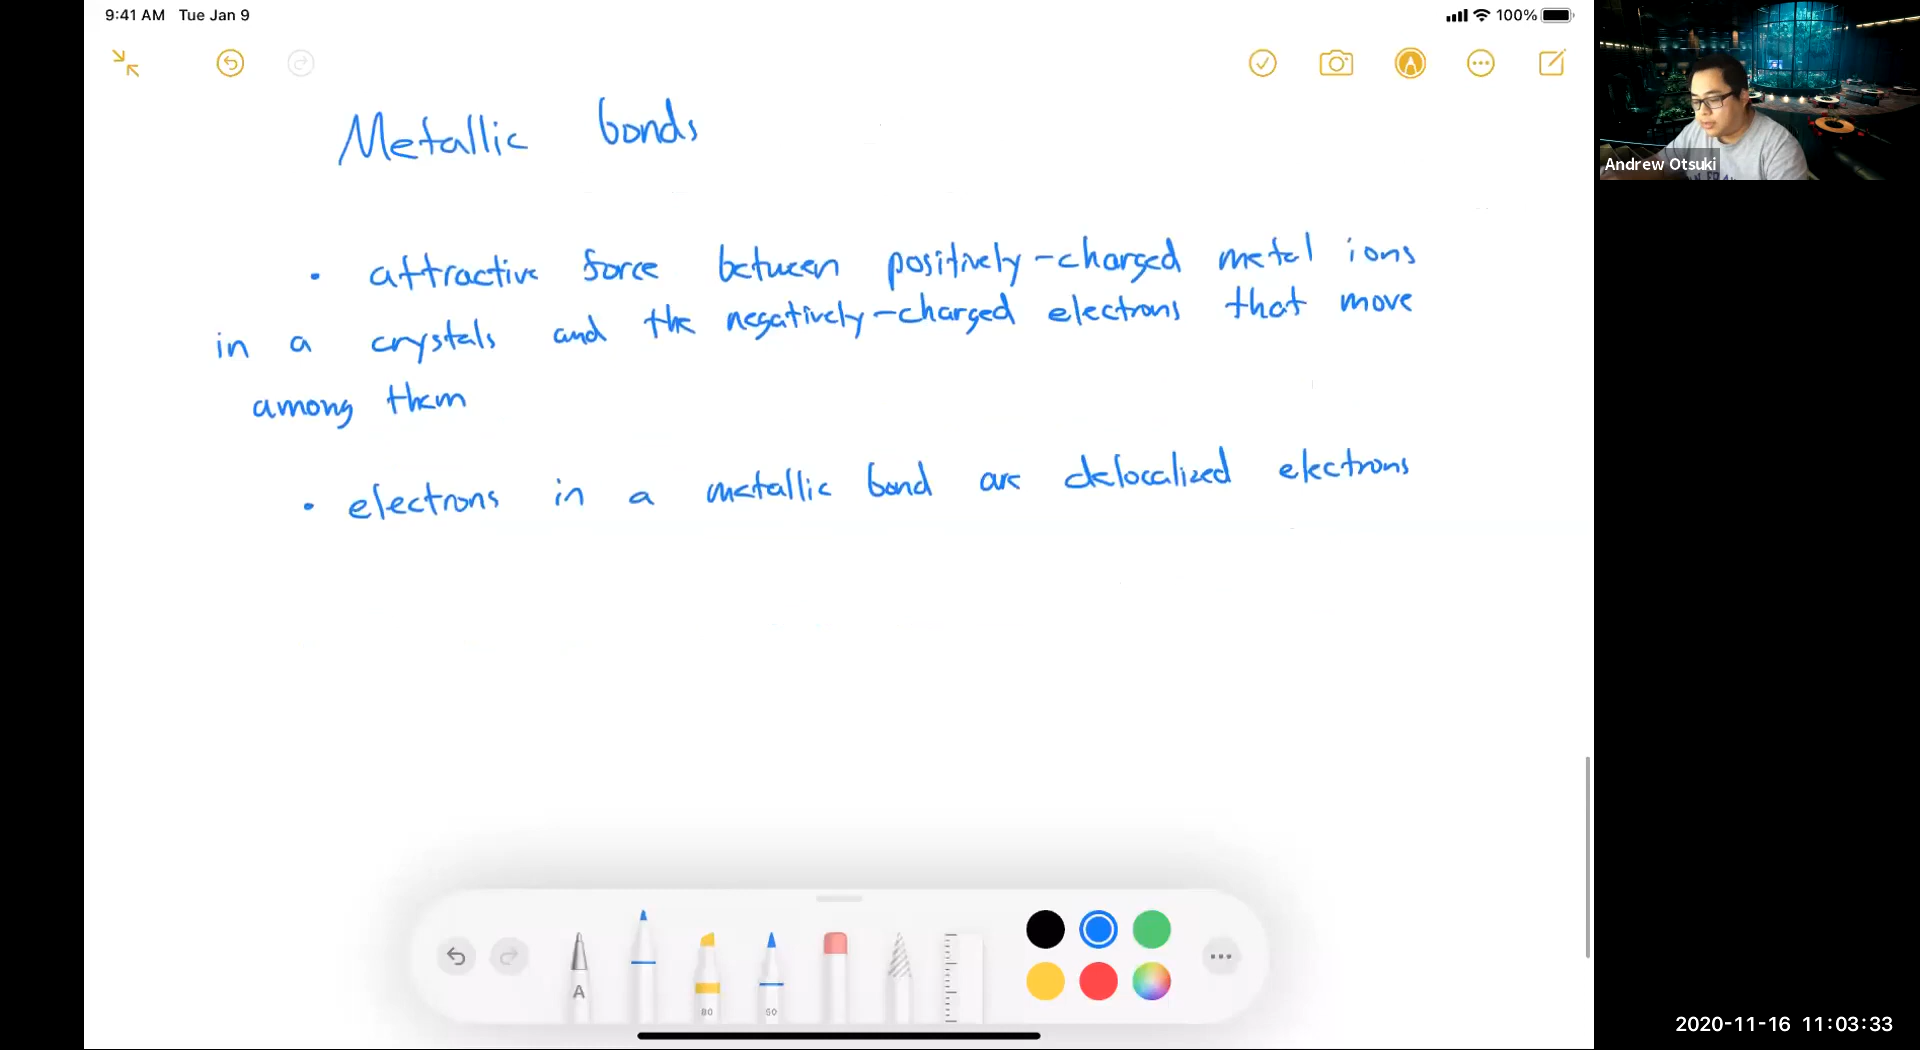 9:41 AM Tue Jan 9
100%
Metallic bonds
• attractive force between positively-charged metal ions
in a crystals and the negatively-charged electrons that move
among them
• electrons in a metallic bond are delocalized electrons
Andrew Otsuki
A
80
50
2020-11-16 11:03:33